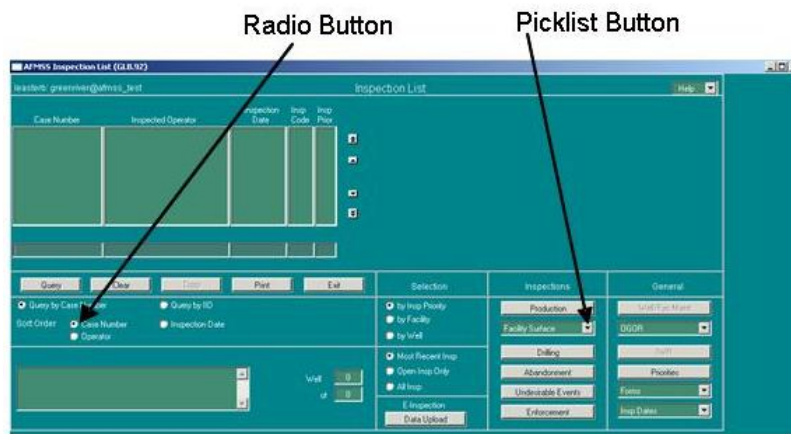 Radio Button
Picklist Button
AFMSS Inspection List (GLB.92)
leasterb: greenriver@afmss_test
Inspection List
Help
Case Number
Inspected Operator
Inspection Date
Insp Code
Insp Prior
Query
Clear
Print
Exit
Selection
Inspections
General
Query by Case Number
Query by IID
Sort Order
Case Number
Inspection Date
Operator
by Insp Priority
by Facility
by Well
Production
Facility Surface
OGOR
Most Recent Insp
Open Insp Only
All Insp
Drilling
Abandonment
Undesirable Events
Enforcement
Priorities
Forms
Insp Dates
Well 0
of 0
E-Inspection
Data Upload